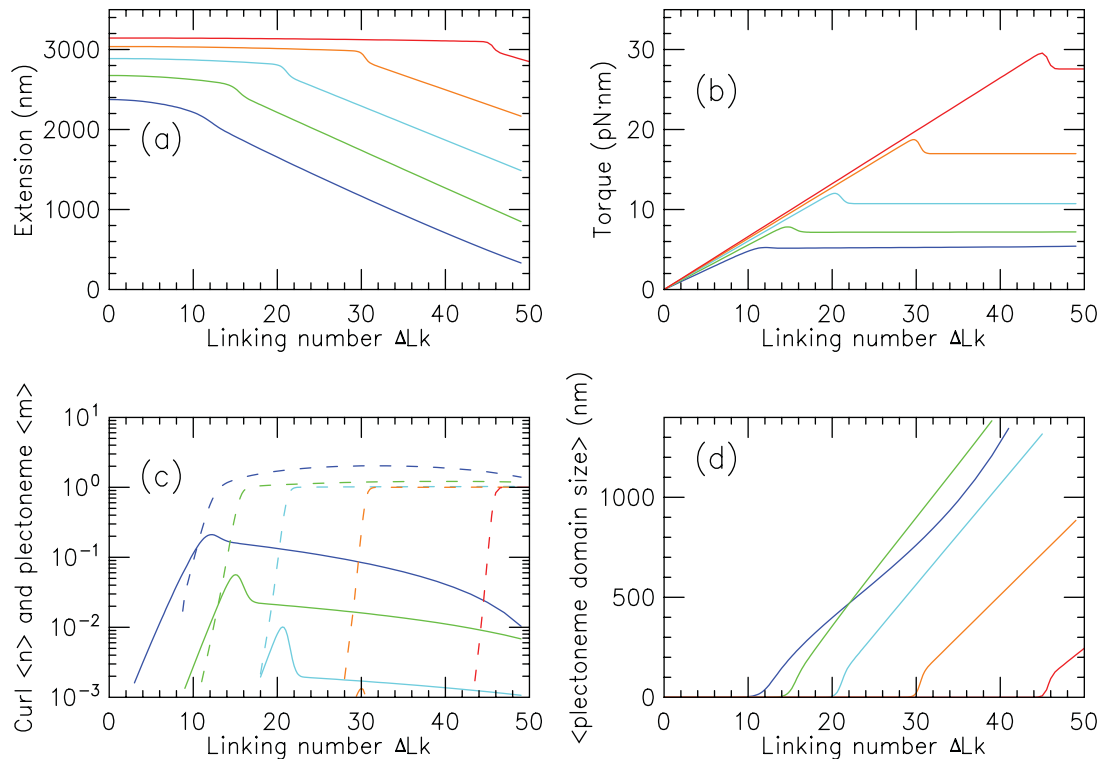 Extension (nm)
3000
2000
1000
0
(a)
0 10 20 30 40 50
Linking number ΔLk
Torque (pN·nm)
30
20
10
0
(b)
0 10 20 30 40 50
Linking number ΔLk
Curl <n> and plectoneme <m>
10¹
10⁰
10⁻¹
10⁻²
10⁻³
(c)
0 10 20 30 40 50
Linking number ΔLk
<plectoneme domain size> (nm)
1000
500
0
(d)
0 10 20 30 40 50
Linking number ΔLk